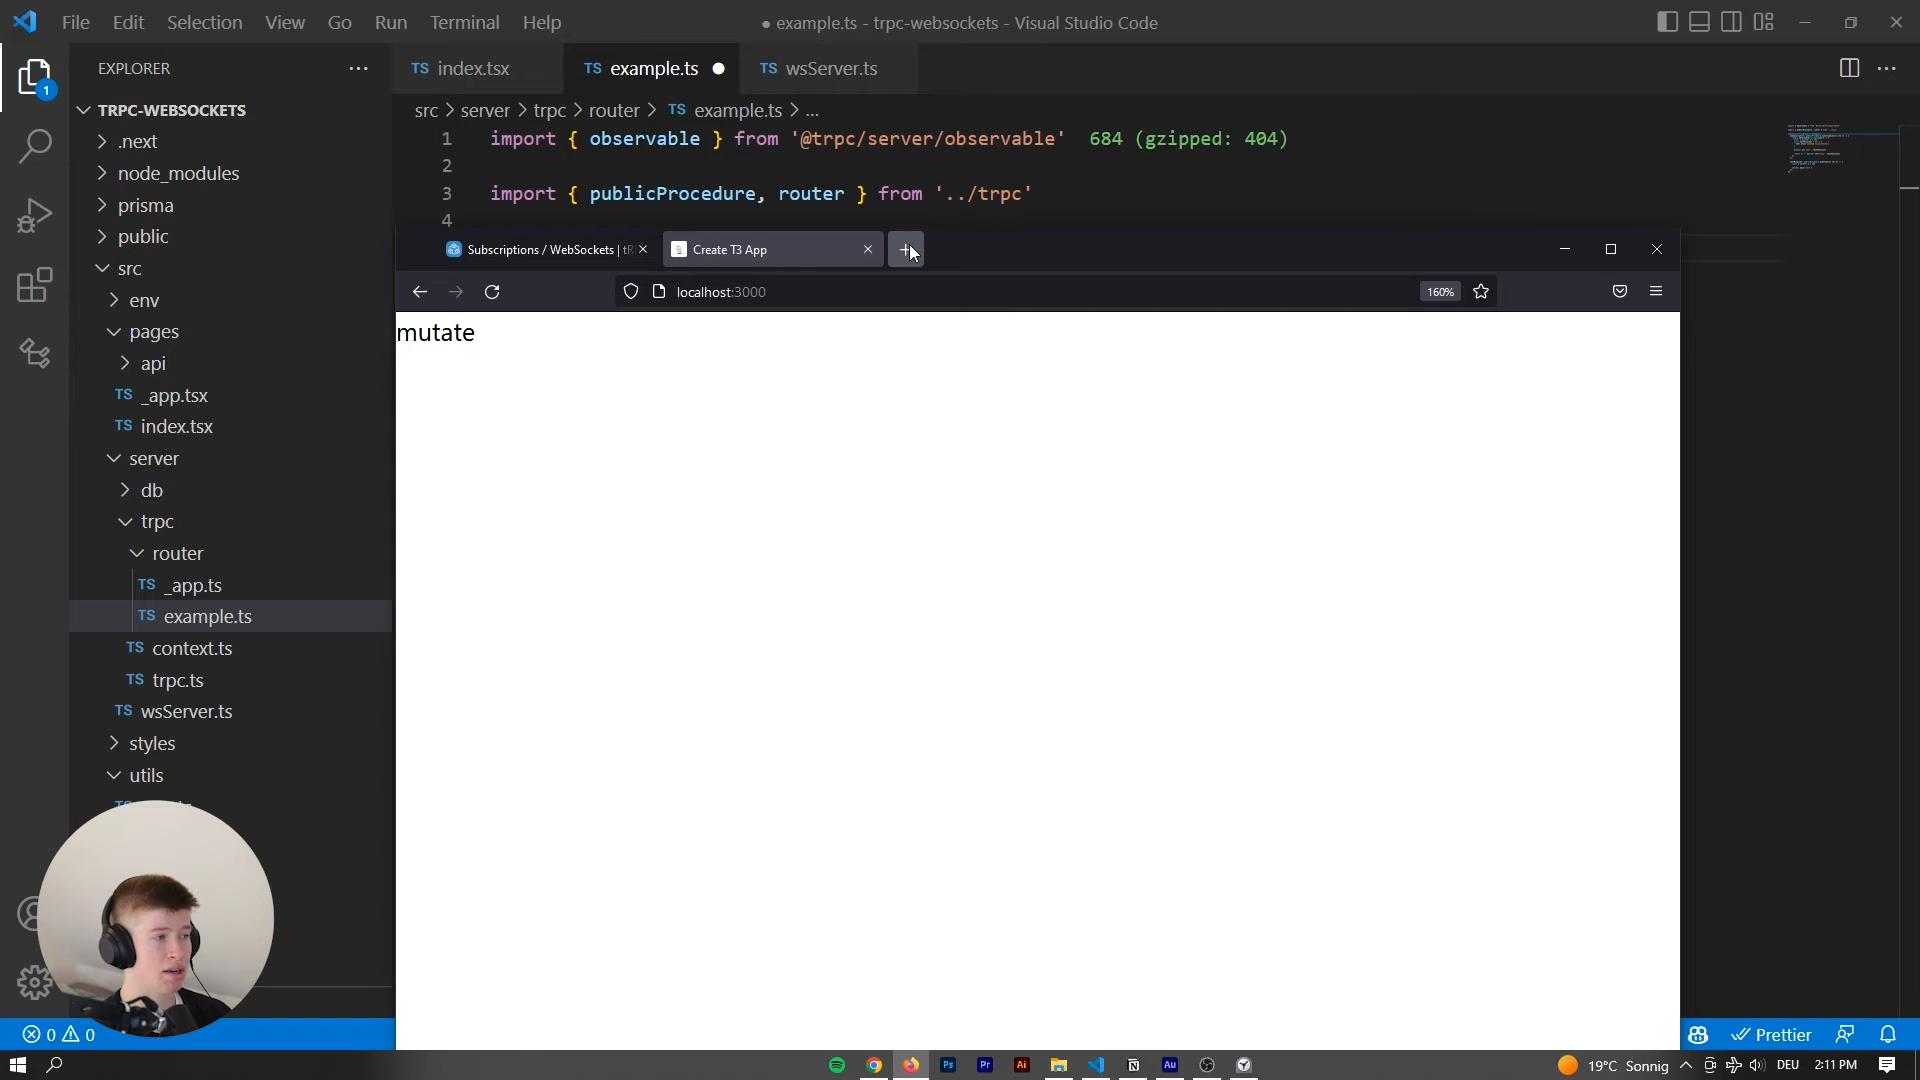 File Edit Selection View Go Run Terminal Help
● example.ts - trpc-websockets - Visual Studio Code
EXPLORER
TS index.tsx
TS example.ts
TS wsServer.ts
1
TRPC-WEBSOCKETS
src > server > trpc > router > TS example.ts > ...
.next
node_modules
prisma
public
src
env
pages
api
TS _app.tsx
TS index.tsx
server
db
trpc
router
TS _app.ts
TS example.ts
TS context.ts
TS trpc.ts
TS wsServer.ts
styles
utils
1 import { observable } from '@trpc/server/observable' 684 (gzipped: 404)
2
3 import { publicProcedure, router } from '../trpc'
4
Subscriptions / WebSockets | tR
Create T3 App
localhost:3000
160%
mutate
0 0
Prettier
Ps Pr Ai Au
19°C Sonnig
DEU
2:11 PM